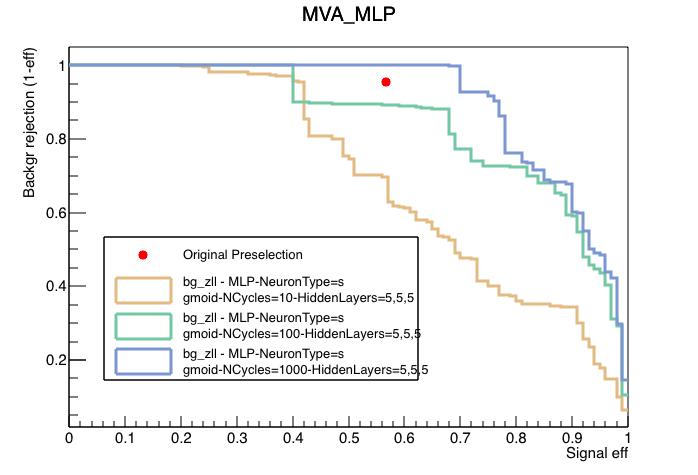 MVA_MLP
Backgr rejection (1-eff)
1
0.8
0.6
0.4
0.2
Original Preselection
bg_zll - MLP-NeuronType=s
gmoid-NCycles=10-HiddenLayers=5,5,5
bg_zll - MLP-NeuronType=s
gmoid-NCycles=100-HiddenLayers=5,5,5
bg_zll - MLP-NeuronType=s
gmoid-NCycles=1000-HiddenLayers=5,5,5
0 0.1 0.2 0.3 0.4 0.5 0.6 0.7 0.8 0.9 1
Signal eff